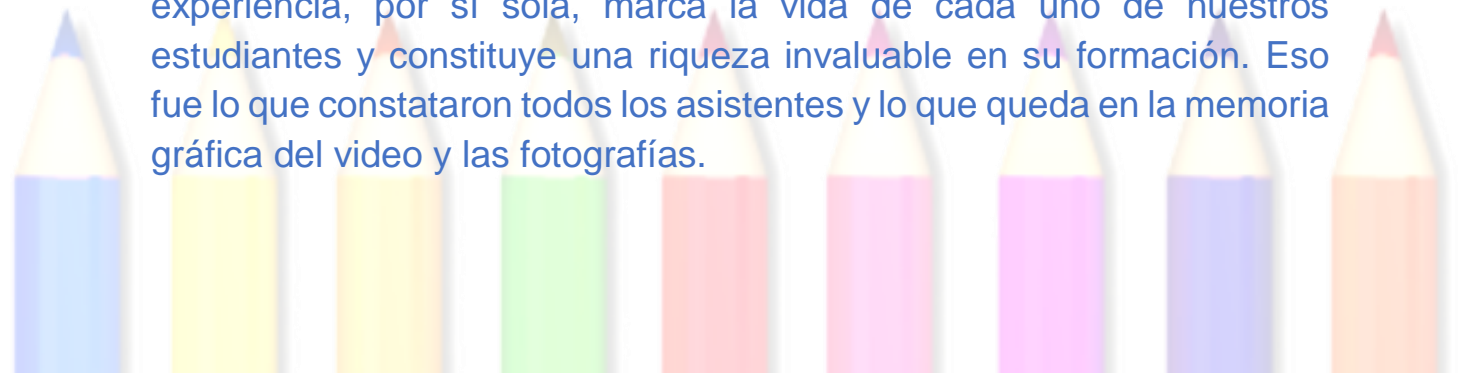 experiencia, por sí sola, marca la vida de cada uno de nuestros
estudiantes y constituye una riqueza invaluable en su formación. Eso
fue lo que constataron todos los asistentes y lo que queda en la memoria
gráfica del video y las fotografías.